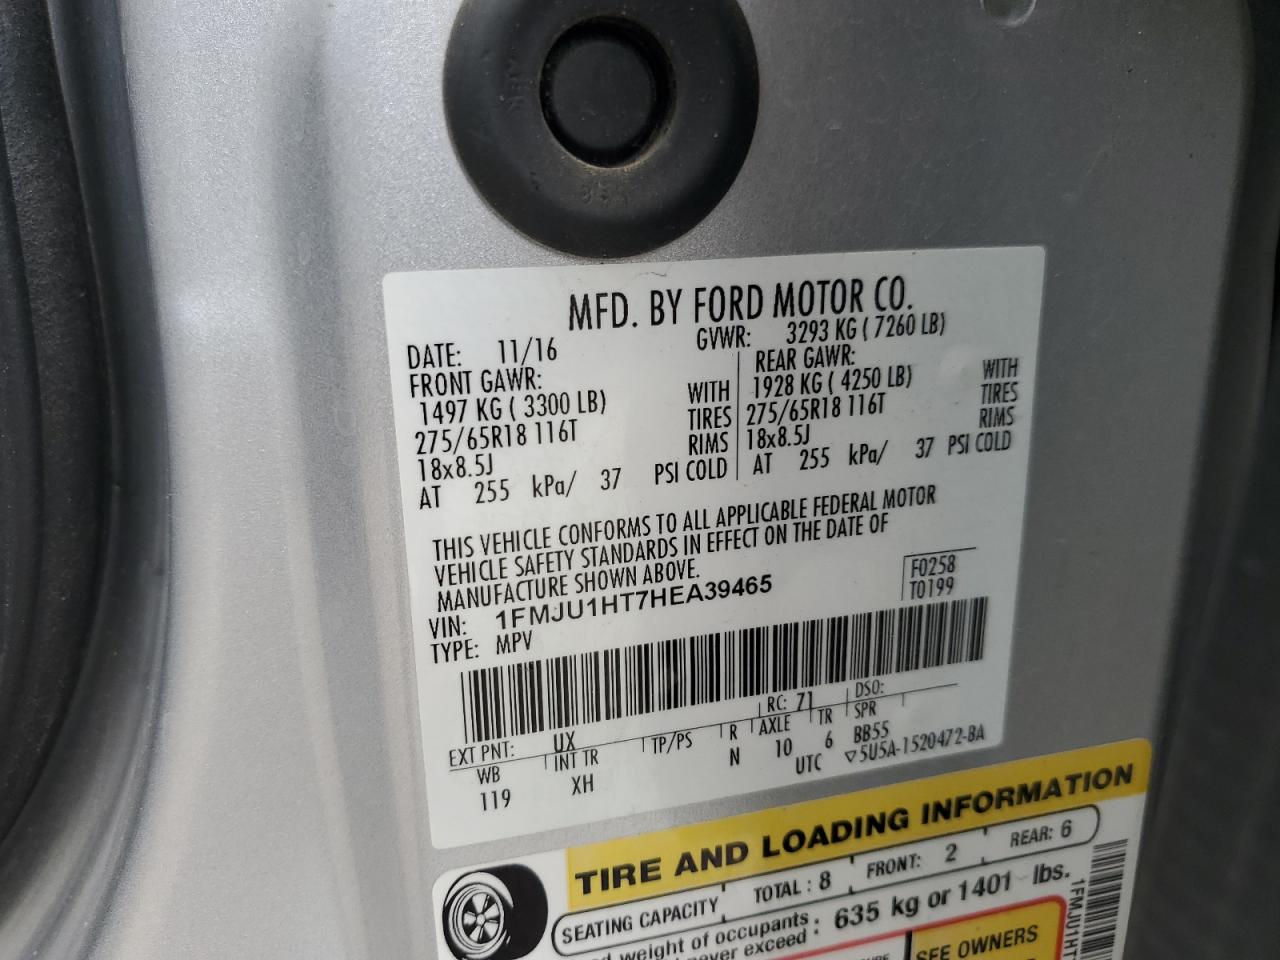 MFD. BY FORD MOTOR CO.
DATE: 11/16 GVWR: 3293 KG ( 7260 LB)
FRONT GAWR: REAR GAWR:
1497 KG ( 3300 LB) WITH 1928 KG ( 4250 LB) WITH
275/65R18 116T TIRES 275/65R18 116T TIRES
18x8.5J RIMS 18x8.5J RIMS
AT 255 kPa/ 37 PSI COLD AT 255 kPa/ 37 PSI COLD
THIS VEHICLE CONFORMS TO ALL APPLICABLE FEDERAL MOTOR
VEHICLE SAFETY STANDARDS IN EFFECT ON THE DATE OF
MANUFACTURE SHOWN ABOVE.
F0258
VIN: 1FMJU1HT7HEA39465 T0199
TYPE: MPV
EXT PNT: UX RC: 71 DSO:
WB INT TR TP/PS R AXLE TR SPR
119 XH N 10 6 BB55
UTC ▽5U5A-1520472-BA
TIRE AND LOADING INFORMATION
SEATING CAPACITY TOTAL : 8 FRONT: 2 REAR: 6
weight of occupants : 635 kg or 1401 lbs.
never exceed :
SEE OWNERS
1FMJU1HT